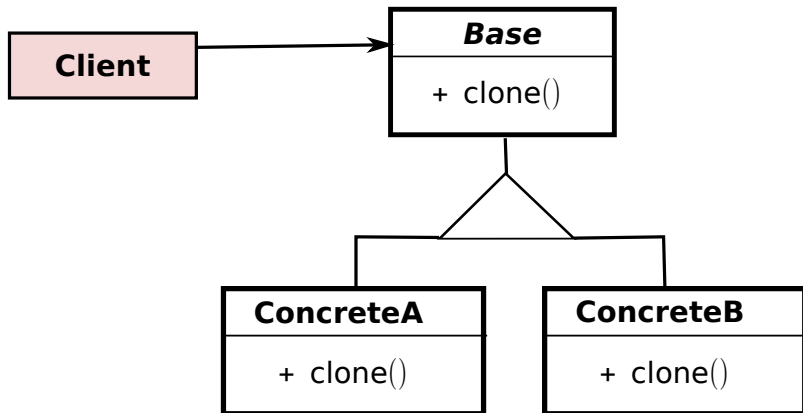 Base
Client
+ clone()
ConcreteA
ConcreteB
+ clone()
+ clone()